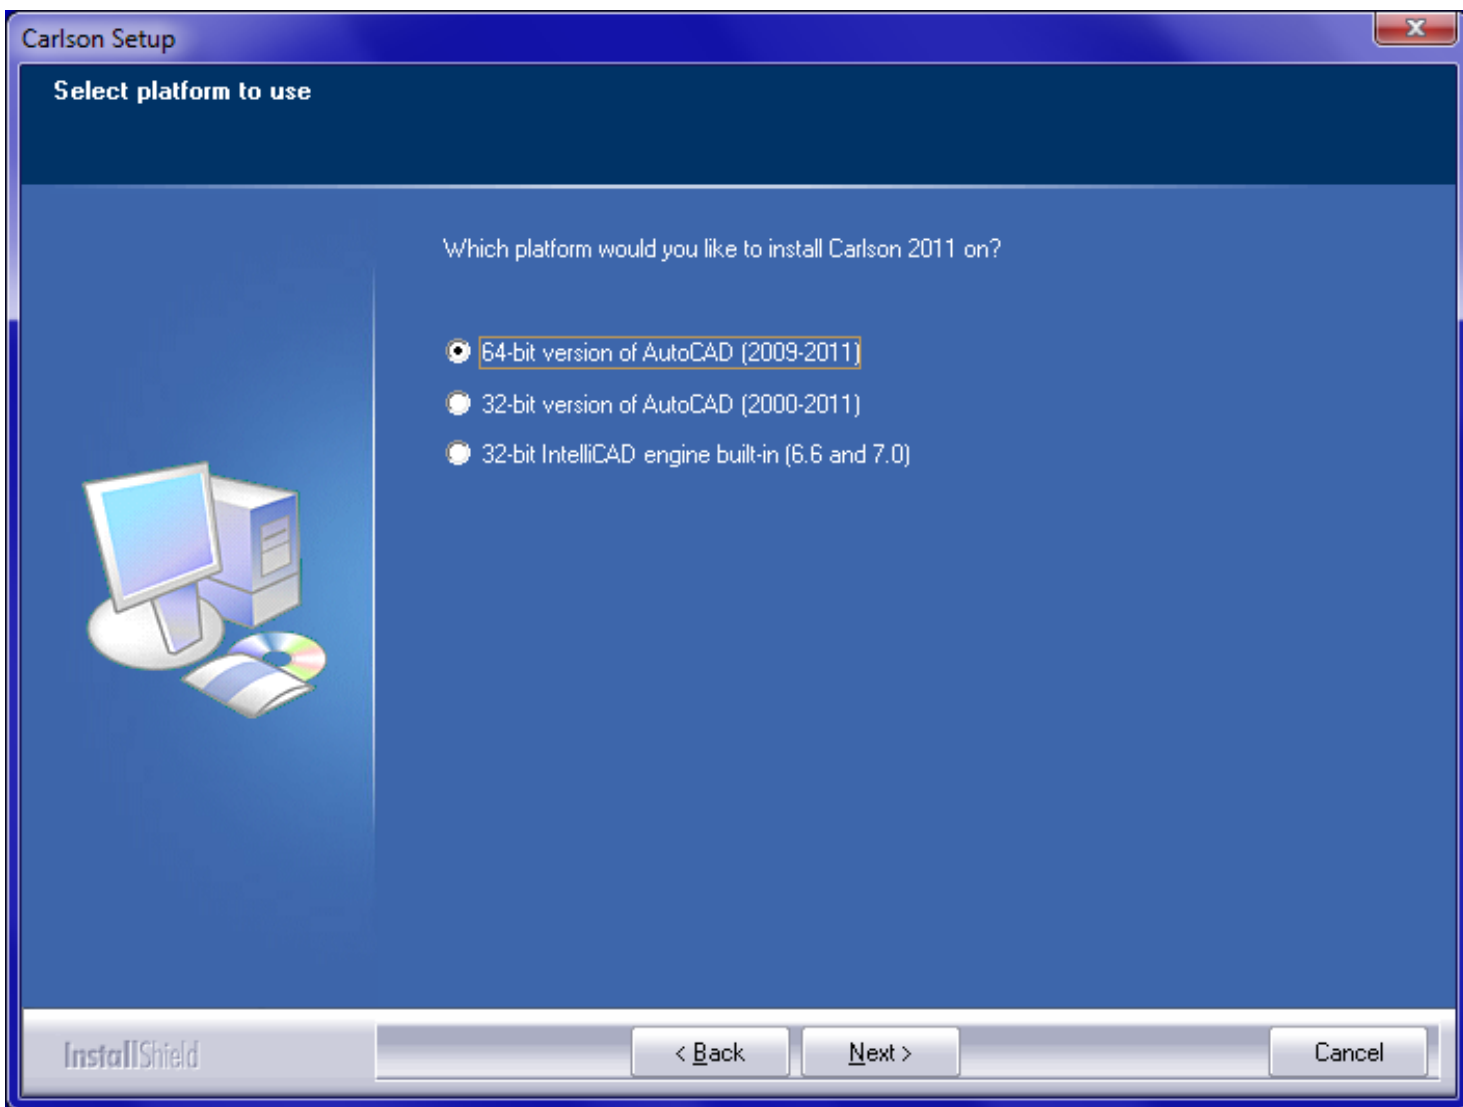 Carlson Setup
Select platform to use
Which platform would you like to install Carlson 2011 on?
64-bit version of AutoCAD (2009-2011)
32-bit version of AutoCAD (2000-2011)
32-bit IntelliCAD engine built-in (6.6 and 7.0)
InstallShield
< Back
Next >
Cancel